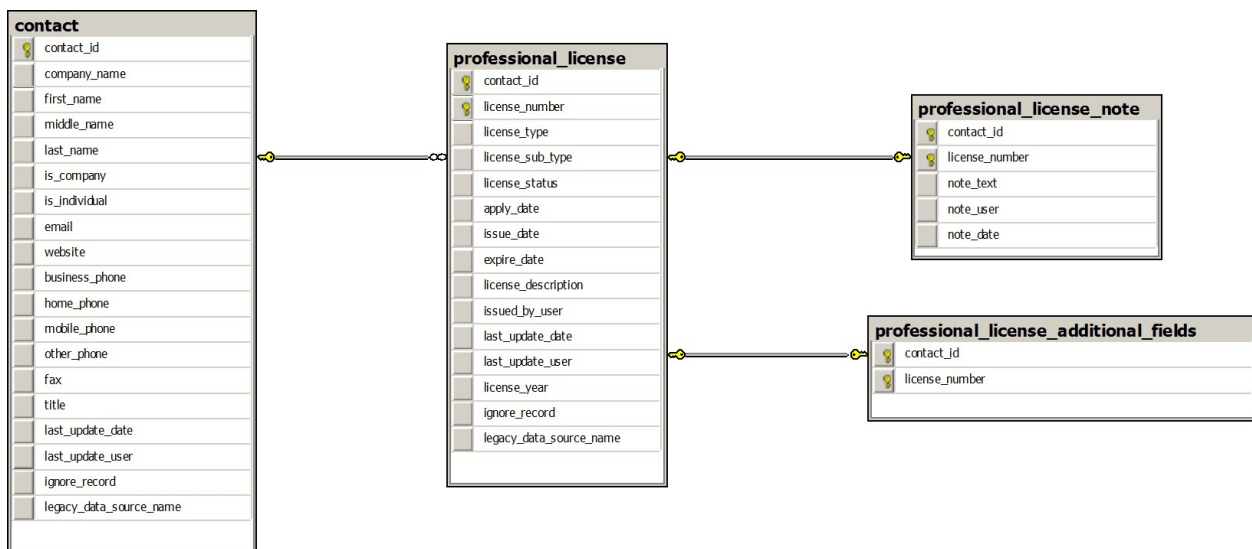 contact
contact_id
company_name
first_name
middle_name
last_name
is_company
is_individual
email
website
business_phone
home_phone
mobile_phone
other_phone
fax
title
last_update_date
last_update_user
ignore_record
legacy_data_source_name
professional_license
contact_id
license_number
license_type
license_sub_type
license_status
apply_date
issue_date
expire_date
license_description
issued_by_user
last_update_date
last_update_user
license_year
ignore_record
legacy_data_source_name
professional_license_note
contact_id
license_number
note_text
note_user
note_date
professional_license_additional_fields
contact_id
license_number